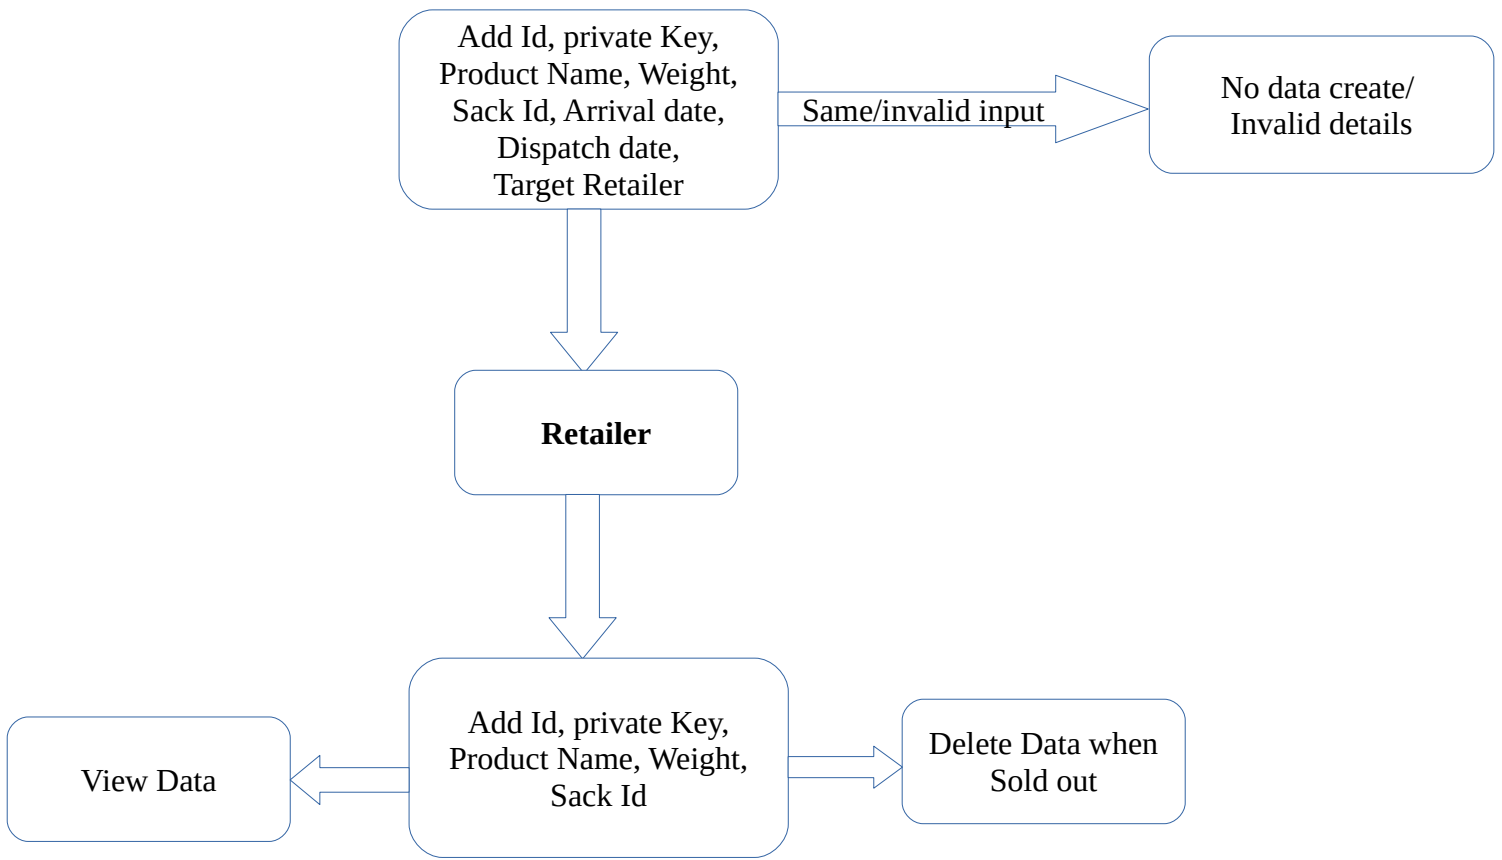 Add Id, private Key,
Product Name, Weight,
Sack Id, Arrival date,
Dispatch date,
Target Retailer
Same/invalid input
No data create/
Invalid details
Retailer
Add Id, private Key,
Product Name, Weight,
Sack Id
View Data
Delete Data when
Sold out